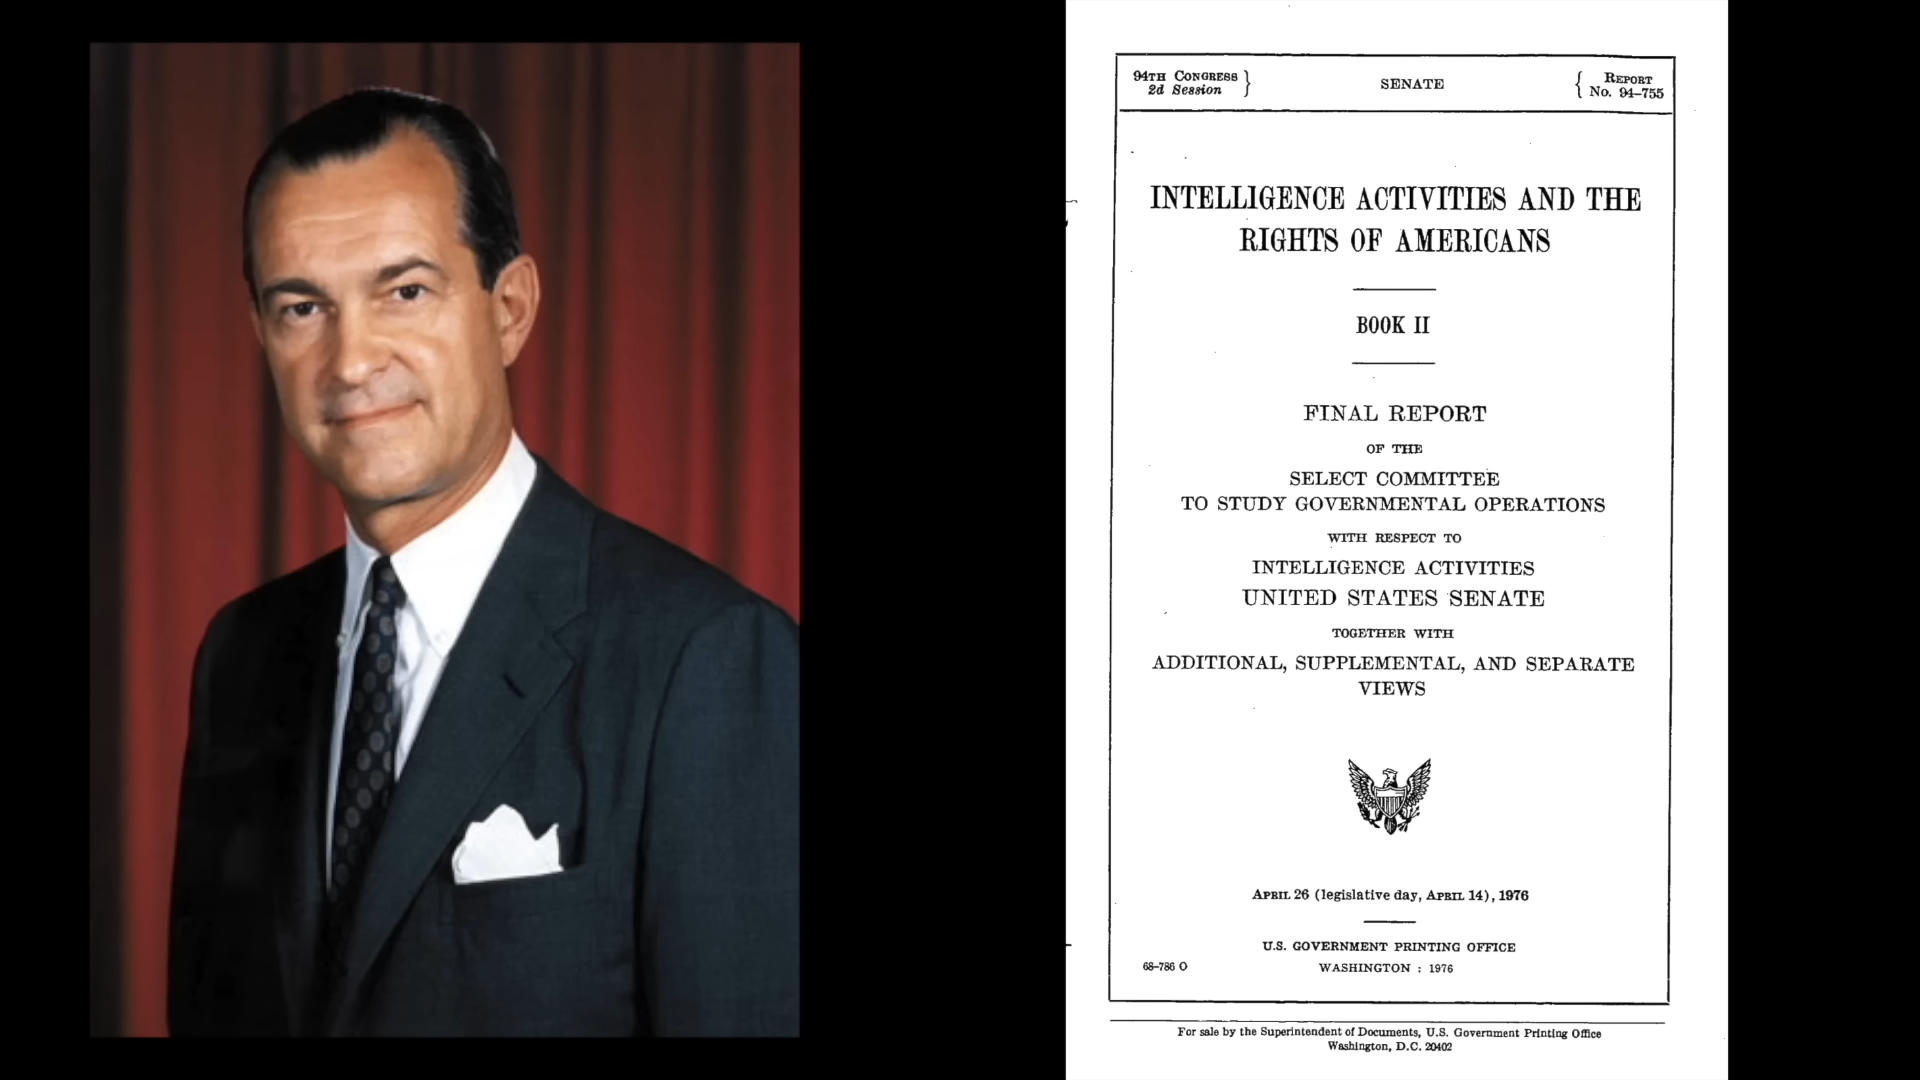 94TH CONGRESS
2d Session
SENATE
REPORT
No. 94–755
INTELLIGENCE ACTIVITIES AND THE
RIGHTS OF AMERICANS
BOOK II
FINAL REPORT
OF THE
SELECT COMMITTEE
TO STUDY GOVERNMENTAL OPERATIONS
WITH RESPECT TO
INTELLIGENCE ACTIVITIES
UNITED STATES SENATE
TOGETHER WITH
ADDITIONAL, SUPPLEMENTAL, AND SEPARATE
VIEWS
APRIL 26 (legislative day, APRIL 14), 1976
U.S. GOVERNMENT PRINTING OFFICE
68–786 O
WASHINGTON : 1976
For sale by the Superintendent of Documents, U.S. Government Printing Office
Washington, D.C. 20402